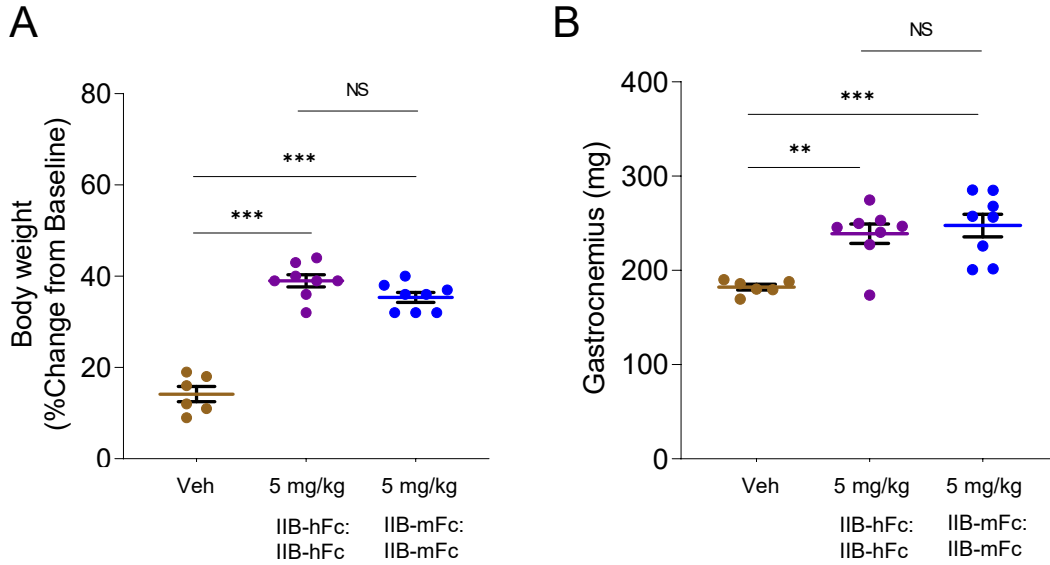 A
Body weight
(%Change from Baseline)
80
60
40
20
0
NS
***
***
Veh
5 mg/kg
5 mg/kg
IIB-hFc:
IIB-hFc
IIB-mFc:
IIB-mFc
B
Gastrocnemius (mg)
400
300
200
100
0
NS
***
**
Veh
5 mg/kg
5 mg/kg
IIB-hFc:
IIB-hFc
IIB-mFc:
IIB-mFc